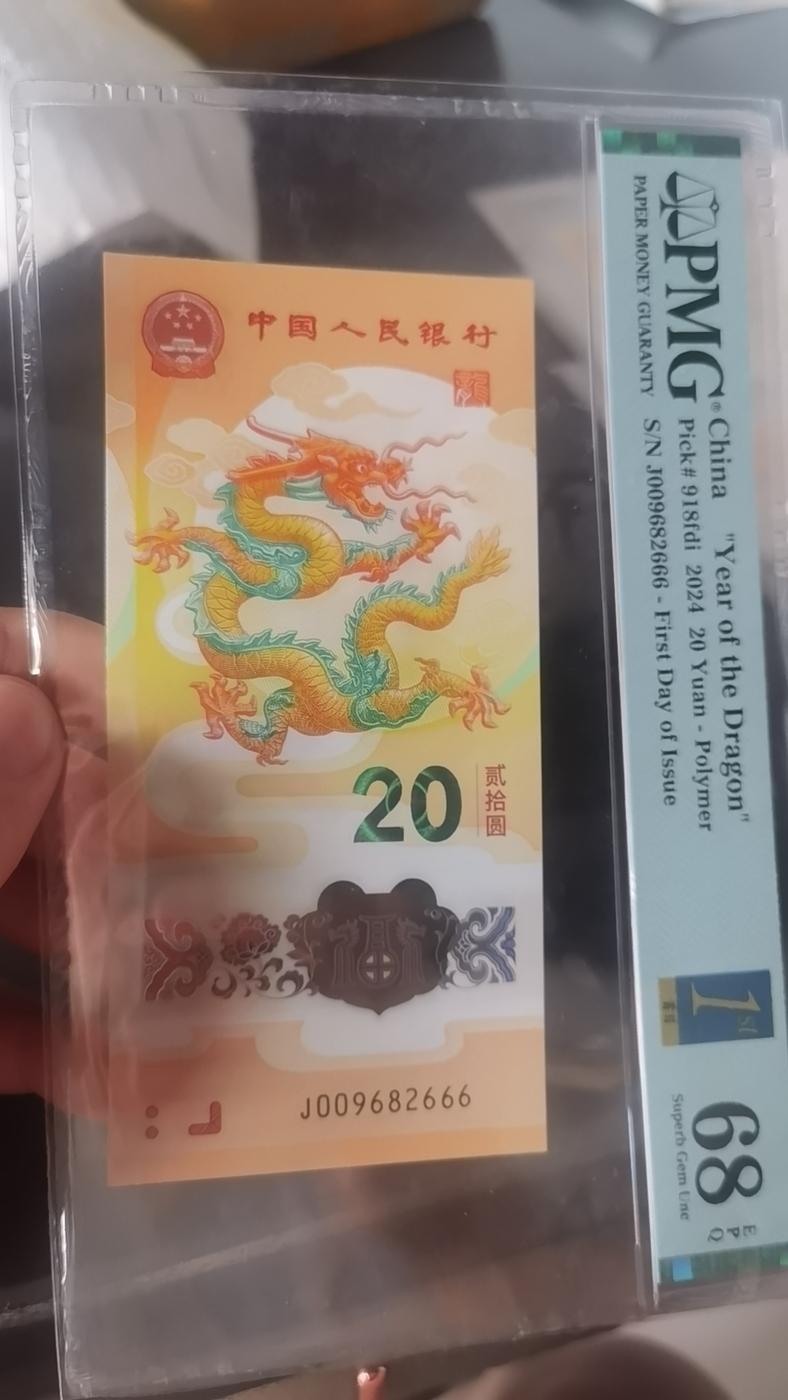 中国人民银行
龍
20
贰拾圆
J009682666
PMG®
PAPER MONEY GUARANTY
China "Year of the Dragon"
Pick# 918fdi 2024 20 Yuan - Polymer
S/N J009682666 - First Day of Issue
1st
68 EPQ
Superb Gem Unc